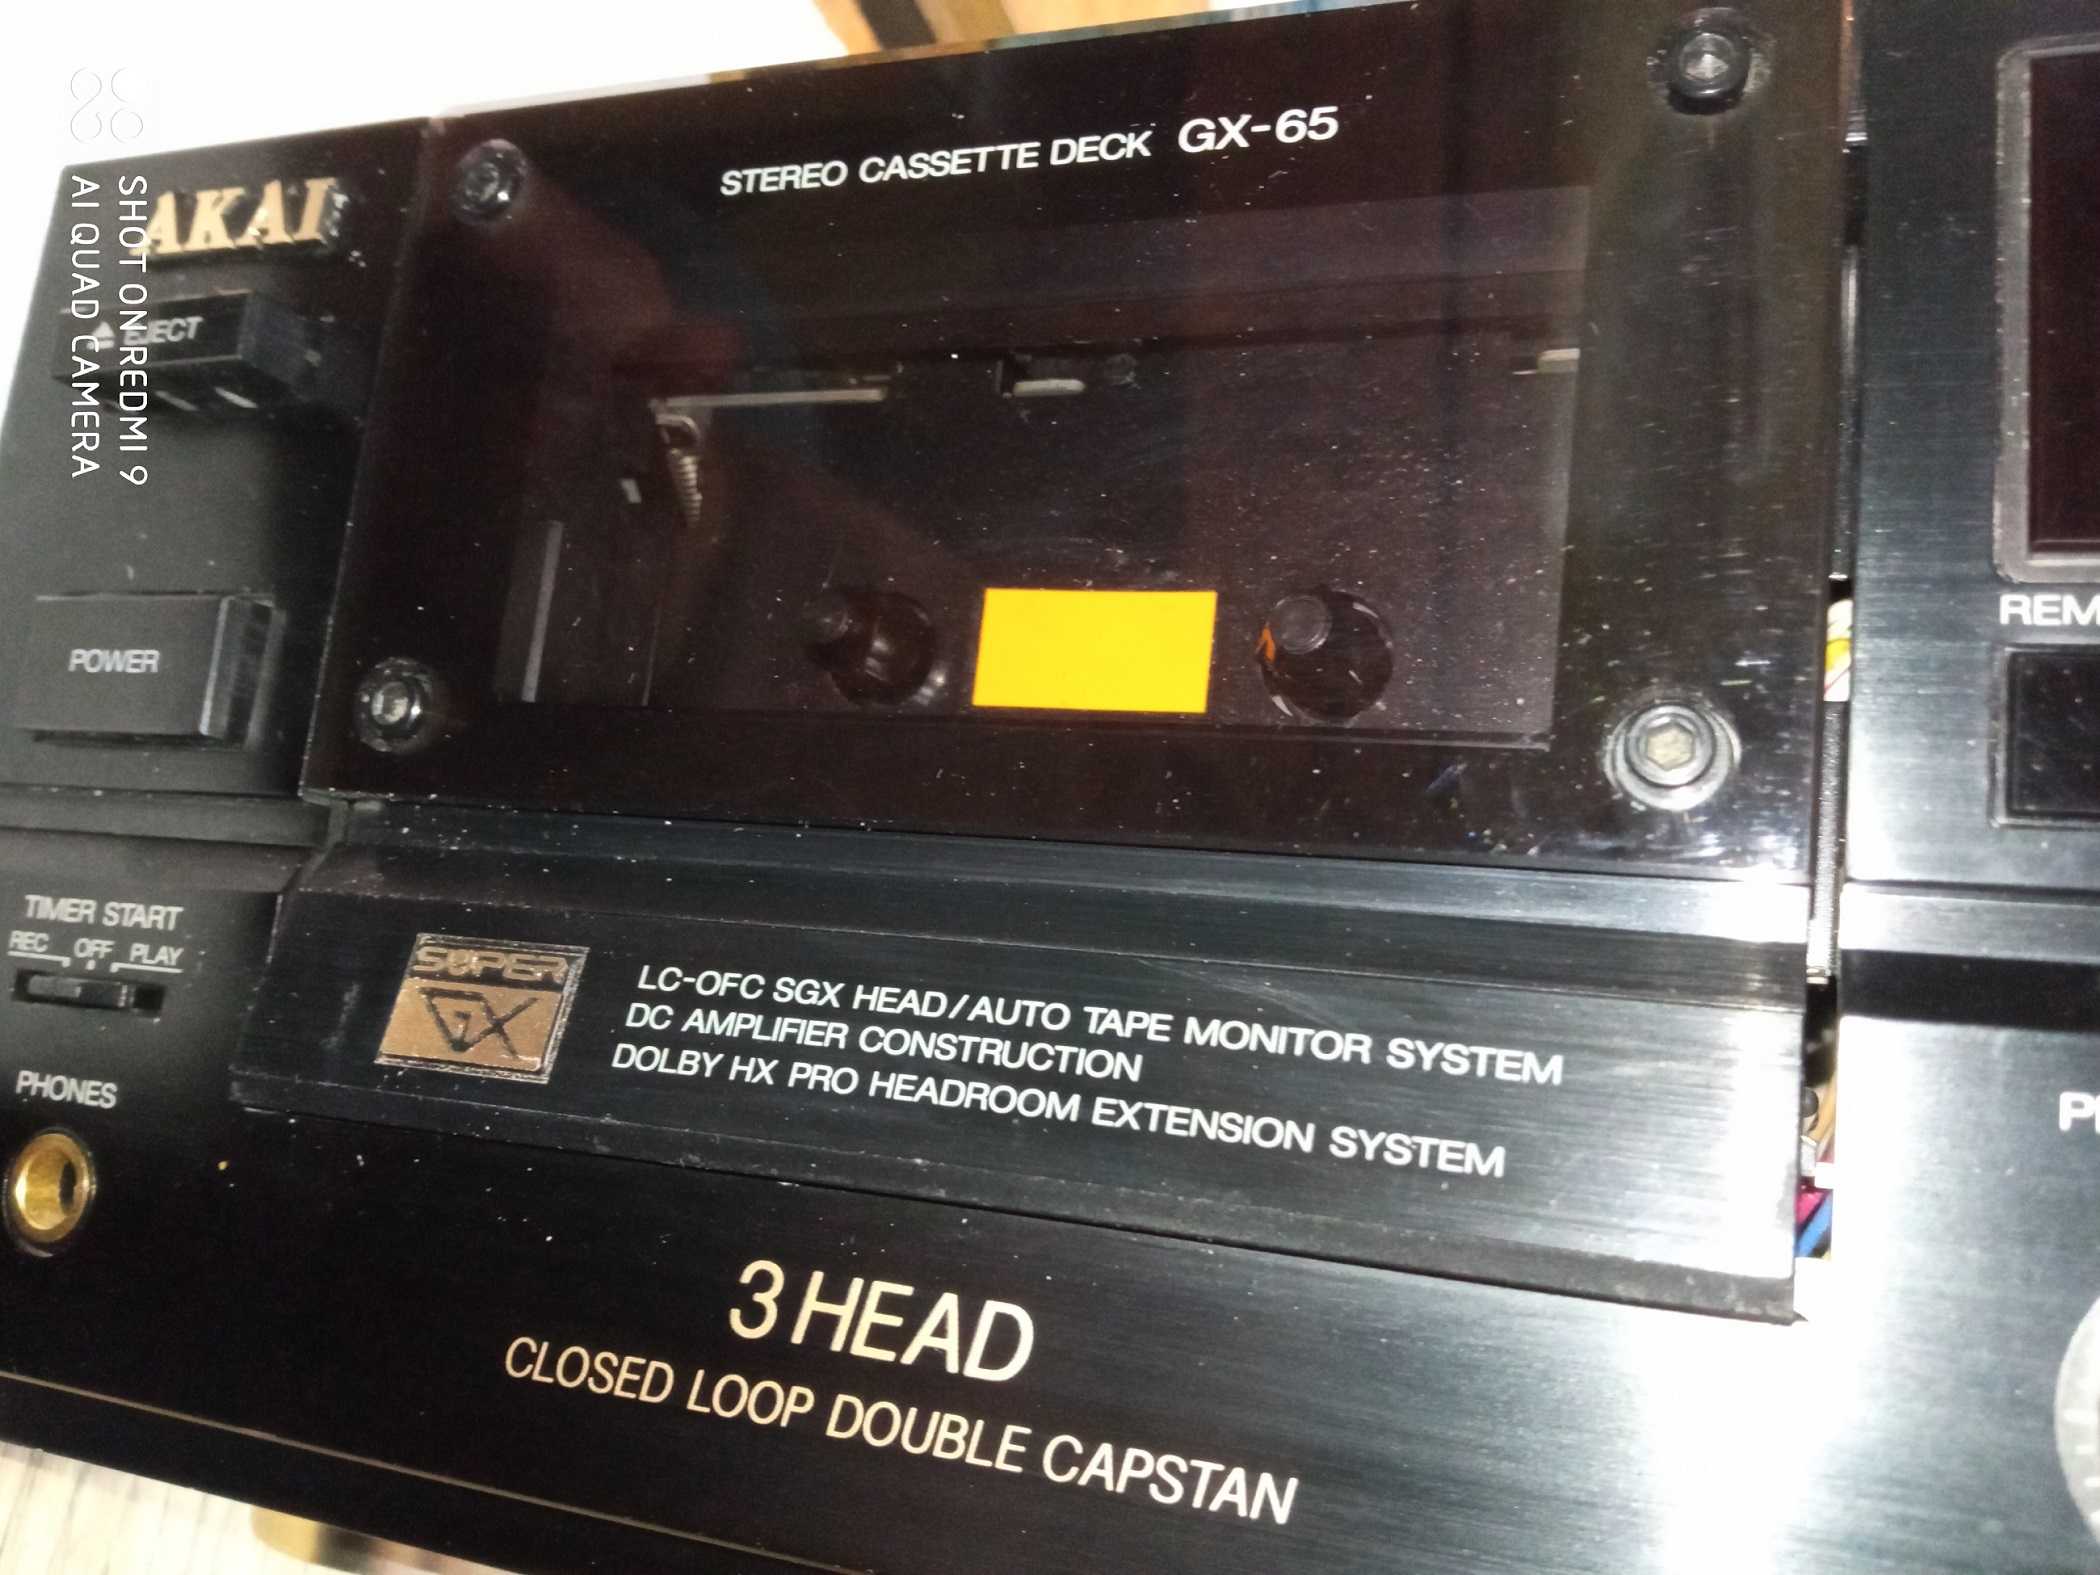 SHOT ON REDMI 9
AI QUAD CAMERA
AKAI
STEREO CASSETTE DECK GX-65
EJECT
POWER
REM
TIMER START
REC OFF PLAY
SUPER
GX
LC-OFC SGX HEAD/AUTO TAPE MONITOR SYSTEM
DC AMPLIFIER CONSTRUCTION
DOLBY HX PRO HEADROOM EXTENSION SYSTEM
PHONES
3 HEAD
CLOSED LOOP DOUBLE CAPSTAN